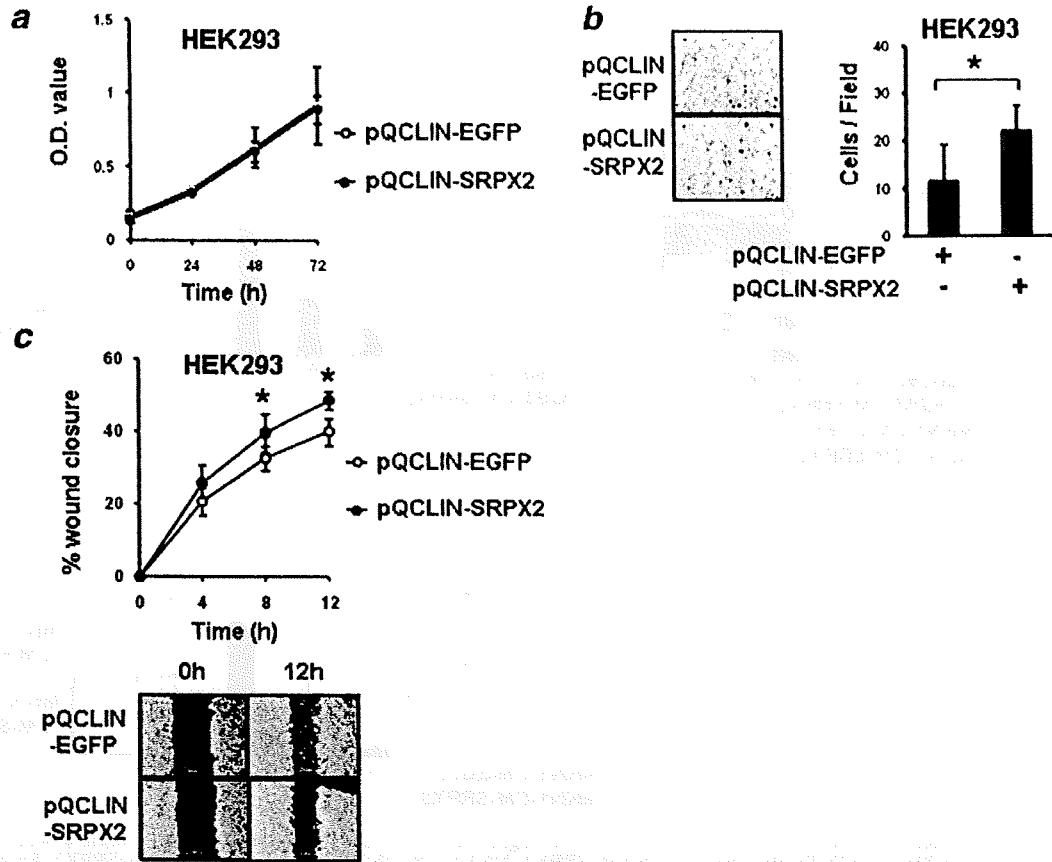 a
HEK293
1.5
1
0.5
0
O.D. value
0 24 48 72
Time (h)
pQCLIN-EGFP
pQCLIN-SRPX2
b
pQCLIN
-EGFP
pQCLIN
-SRPX2
HEK293
*
40
30
20
10
0
Cells / Field
pQCLIN-EGFP + -
pQCLIN-SRPX2 - +
c
HEK293
60
40
20
0
% wound closure
* *
0 4 8 12
Time (h)
pQCLIN-EGFP
pQCLIN-SRPX2
0h 12h
pQCLIN
-EGFP
pQCLIN
-SRPX2